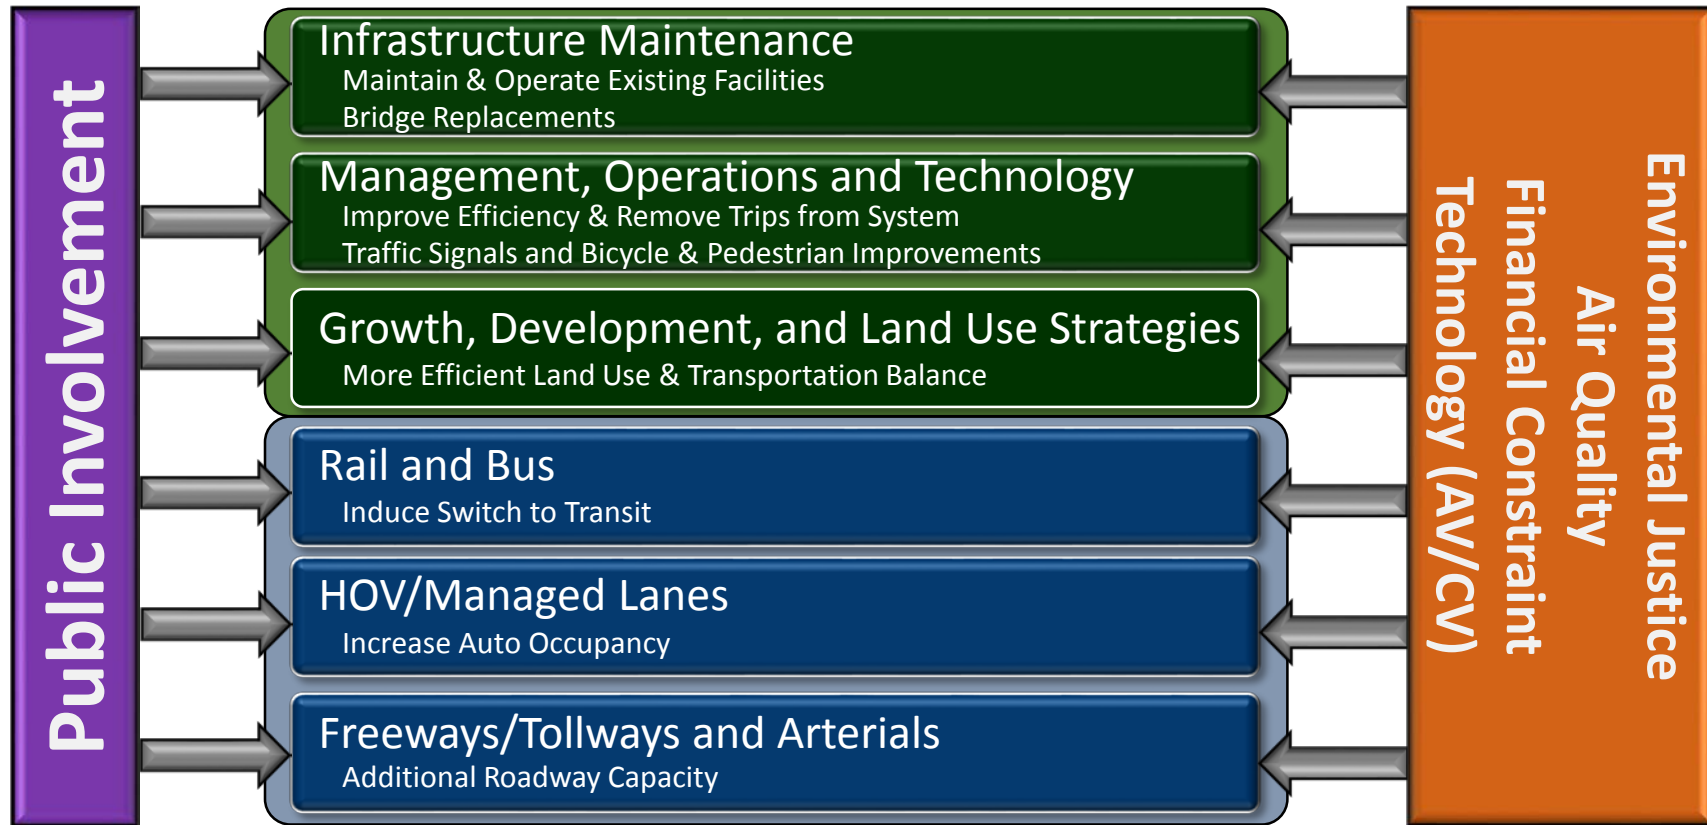 Public Involvement
Infrastructure Maintenance
Maintain & Operate Existing Facilities
Bridge Replacements
Management, Operations and Technology
Improve Efficiency & Remove Trips from System
Traffic Signals and Bicycle & Pedestrian Improvements
Growth, Development, and Land Use Strategies
More Efficient Land Use & Transportation Balance
Rail and Bus
Induce Switch to Transit
HOV/Managed Lanes
Increase Auto Occupancy
Freeways/Tollways and Arterials
Additional Roadway Capacity
Environmental Justice
Air Quality
Financial Constraint
Technology (AV/CV)